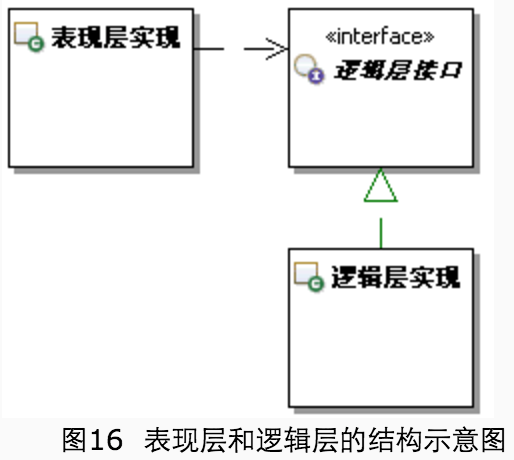 表现层实现
«interface»
逻辑层接口
逻辑层实现
图16 表现层和逻辑层的结构示意图